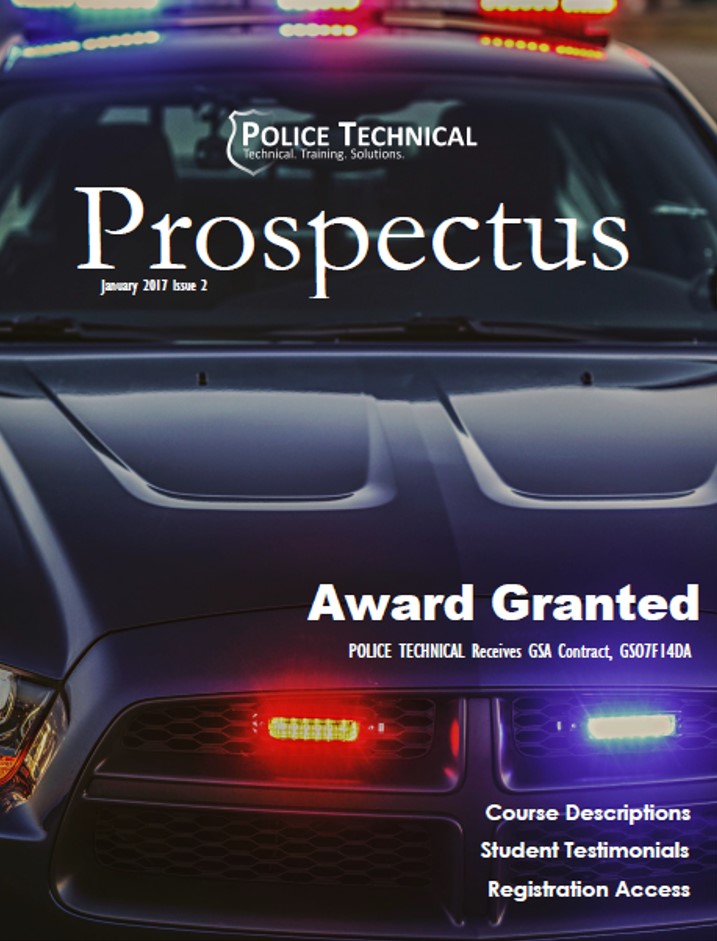 POLICE TECHNICAL
Technical. Training. Solutions.
Prospectus
January 2017 Issue 2
Award Granted
POLICE TECHNICAL Receives GSA Contract, GS07F14DA
Course Descriptions
Student Testimonials
Registration Access